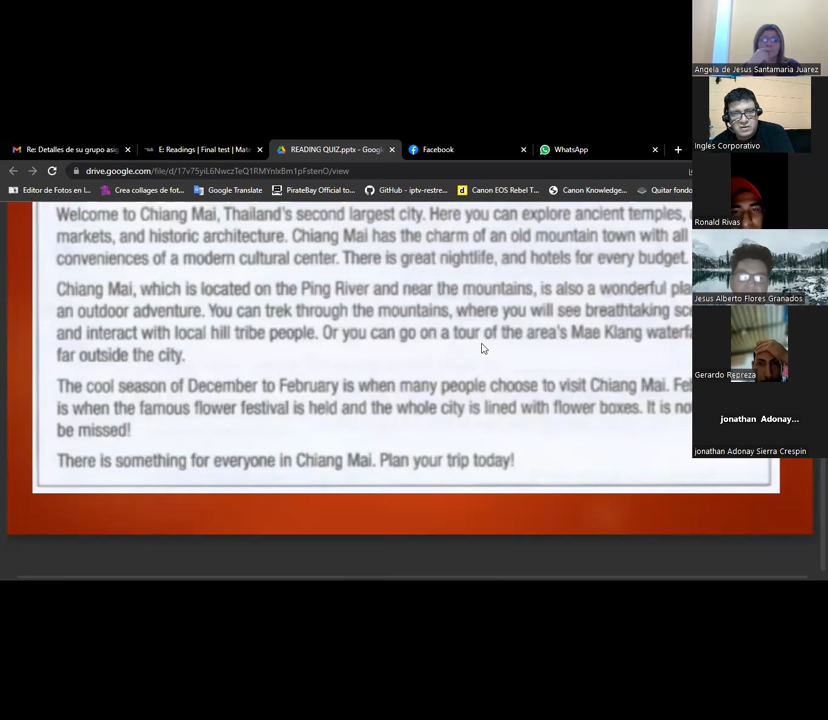 Angela de Jesus Santamaria Juarez
Ingles Corporativo
Ronald Rivas
Jesus Alberto Flores Granados
Gerardo Repreza
jonathan Adonay...
jonathan Adonay Sierra Crespin
Re: Detalles de su grupo asig
E: Readings | Final test | Mate
READING QUIZ.pptx - Google
Facebook
WhatsApp
drive.google.com/file/d/17v75yiL6NwczTeQ1RMYnlxBm1pFstenO/view
Editor de Fotos en l...
Crea collages de fot...
Google Translate
PirateBay Official to...
GitHub - iptv-restre...
Canon EOS Rebel T...
Canon Knowledge...
Quitar fondo
Welcome to Chiang Mai, Thailand's second largest city. Here you can explore ancient temples,
markets, and historic architecture. Chiang Mai has the charm of an old mountain town with all
conveniences of a modern cultural center. There is great nightlife, and hotels for every budget.
Chiang Mai, which is located on the Ping River and near the mountains, is also a wonderful pla
an outdoor adventure. You can trek through the mountains, where you will see breathtaking sce
and interact with local hill tribe people. Or you can go on a tour of the area's Mae Klang waterfa
far outside the city.
The cool season of December to February is when many people choose to visit Chiang Mai. Fe
is when the famous flower festival is held and the whole city is lined with flower boxes. It is no
be missed!
There is something for everyone in Chiang Mai. Plan your trip today!